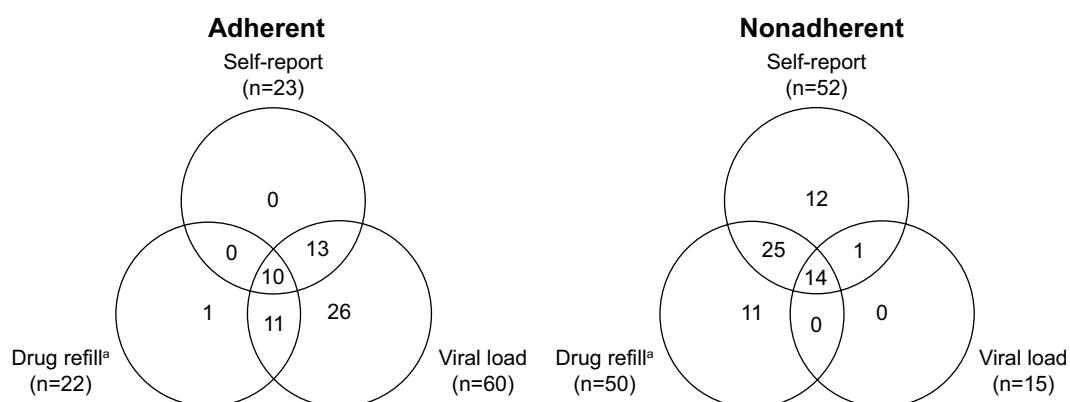 Adherent
Self-report
(n=23)
0
0
13
10
1
11
26
Drug refillᵃ
(n=22)
Viral load
(n=60)
Nonadherent
Self-report
(n=52)
12
25
1
14
11
0
0
Drug refillᵃ
(n=50)
Viral load
(n=15)